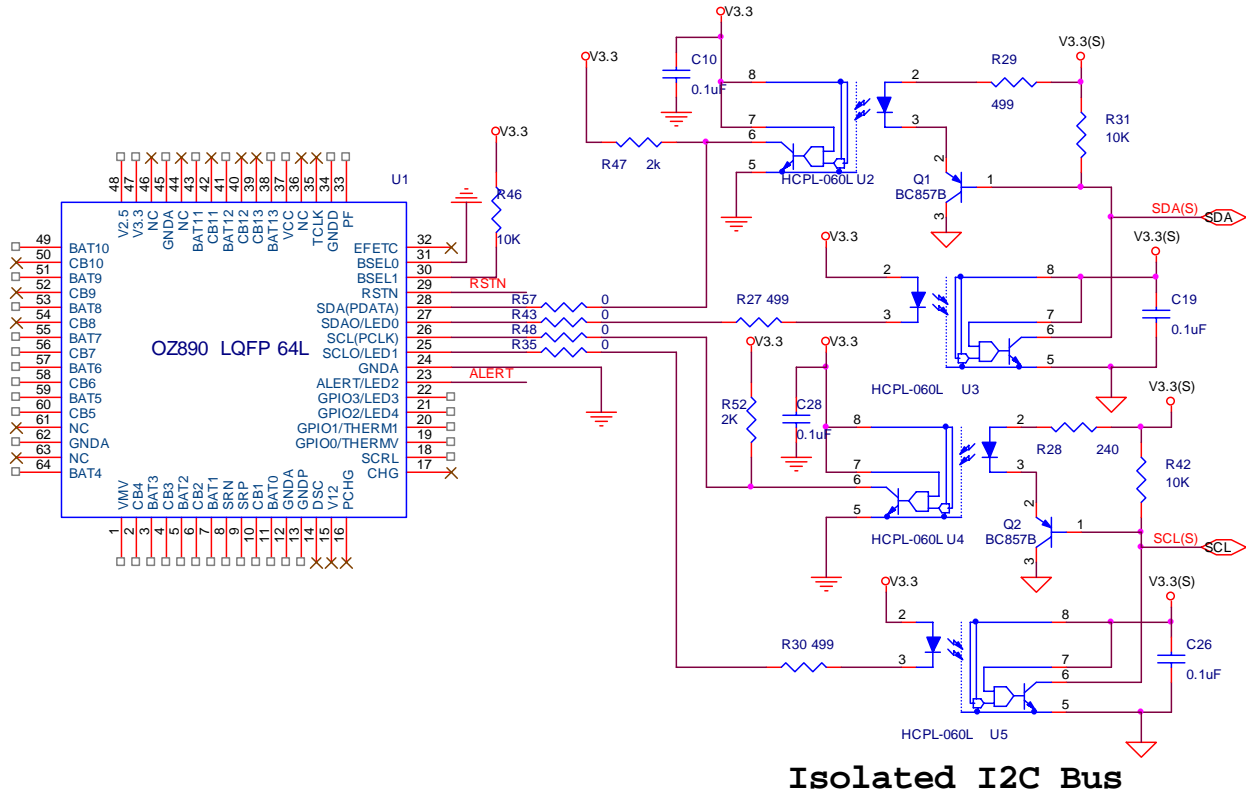 V3.3
V3.3(S)
V3.3
C10
0.1uF
8
7
6
5
2
3
R29
499
R31
10K
R47 2k
HCPL-060L U2
Q1
BC857B
2
1
3
SDA(S)
SDA
V3.3
R46
10K
U1
48 47 46 45 44 43 42 41 40 39 38 37 36 35 34 33
V2.5 V3.3 NC GNDA NC BAT11 CB11 BAT12 CB12 CB13 BAT13 VCC NC TCLK GNDD PF
49 BAT10
50 CB10
51 BAT9
52 CB9
53 BAT8
54 CB8
55 BAT7
56 CB7
57 BAT6
58 CB6
59 BAT5
60 CB5
61 NC
62 GNDA
63 NC
64 BAT4
OZ890 LQFP 64L
EFETC 32
BSEL0 31
BSEL1 30
RSTN 29
SDA(PDATA) 28
SDAO/LED0 27
SCL(PCLK) 26
SCLO/LED1 25
GNDA 24
ALERT/LED2 23
GPIO3/LED3 22
GPIO2/LED4 21
GPIO1/THERM1 20
GPIO0/THERMV 19
SCRL 18
CHG 17
VMV CB4 BAT3 CB3 BAT2 CB2 BAT1 SRN SRP CB1 BAT0 GNDA GNDP DSC V12 PCHG
1 2 3 4 5 6 7 8 9 10 11 12 13 14 15 16
RSTN
R57 0
R43 0
R48 0
R35 0
ALERT
V3.3
V3.3(S)
2
3
8
7
6
5
R27 499
C19
0.1uF
HCPL-060L U3
V3.3
V3.3
R52
2K
C28
0.1uF
8
7
6
5
2
3
V3.3(S)
R28 240
R42
10K
HCPL-060L U4
Q2
BC857B
2
1
3
SCL(S)
SCL
V3.3
V3.3(S)
2
3
8
7
6
5
R30 499
C26
0.1uF
HCPL-060L U5
Isolated I2C Bus